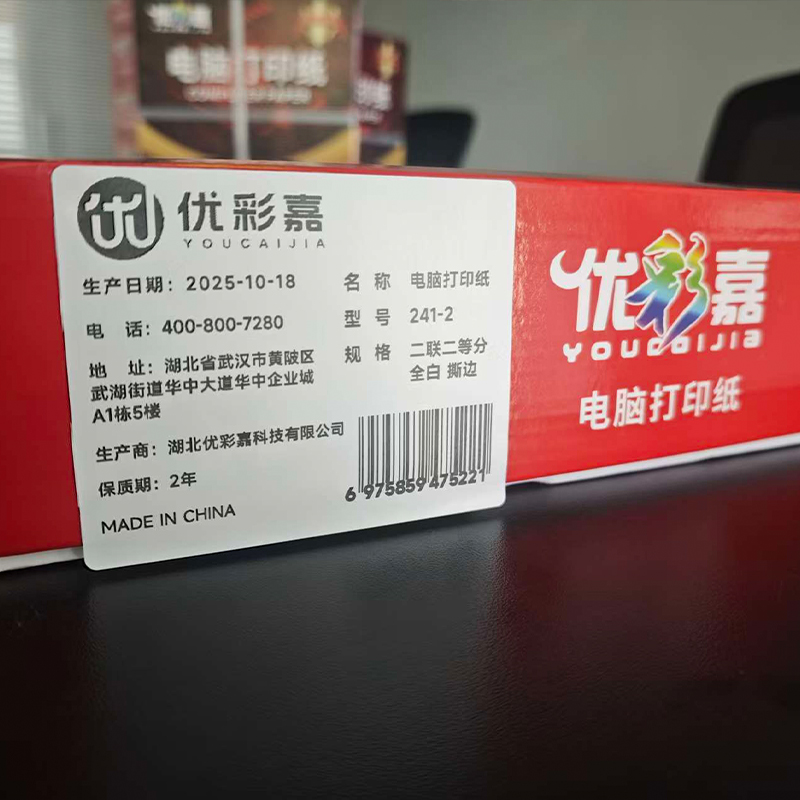 电脑打印纸
优彩嘉
YOUCAIJIA
生产日期：2025-10-18
电 话：400-800-7280
地 址：湖北省武汉市黄陂区
武湖街道华中大道华中企业城
A1栋5楼
生产商：湖北优彩嘉科技有限公司
保质期：2年
MADE IN CHINA
名 称 电脑打印纸
型 号 241-2
规 格 二联二等分
全白 撕边
6 975859 475221
优彩嘉
YOUCAIJIA
电脑打印纸